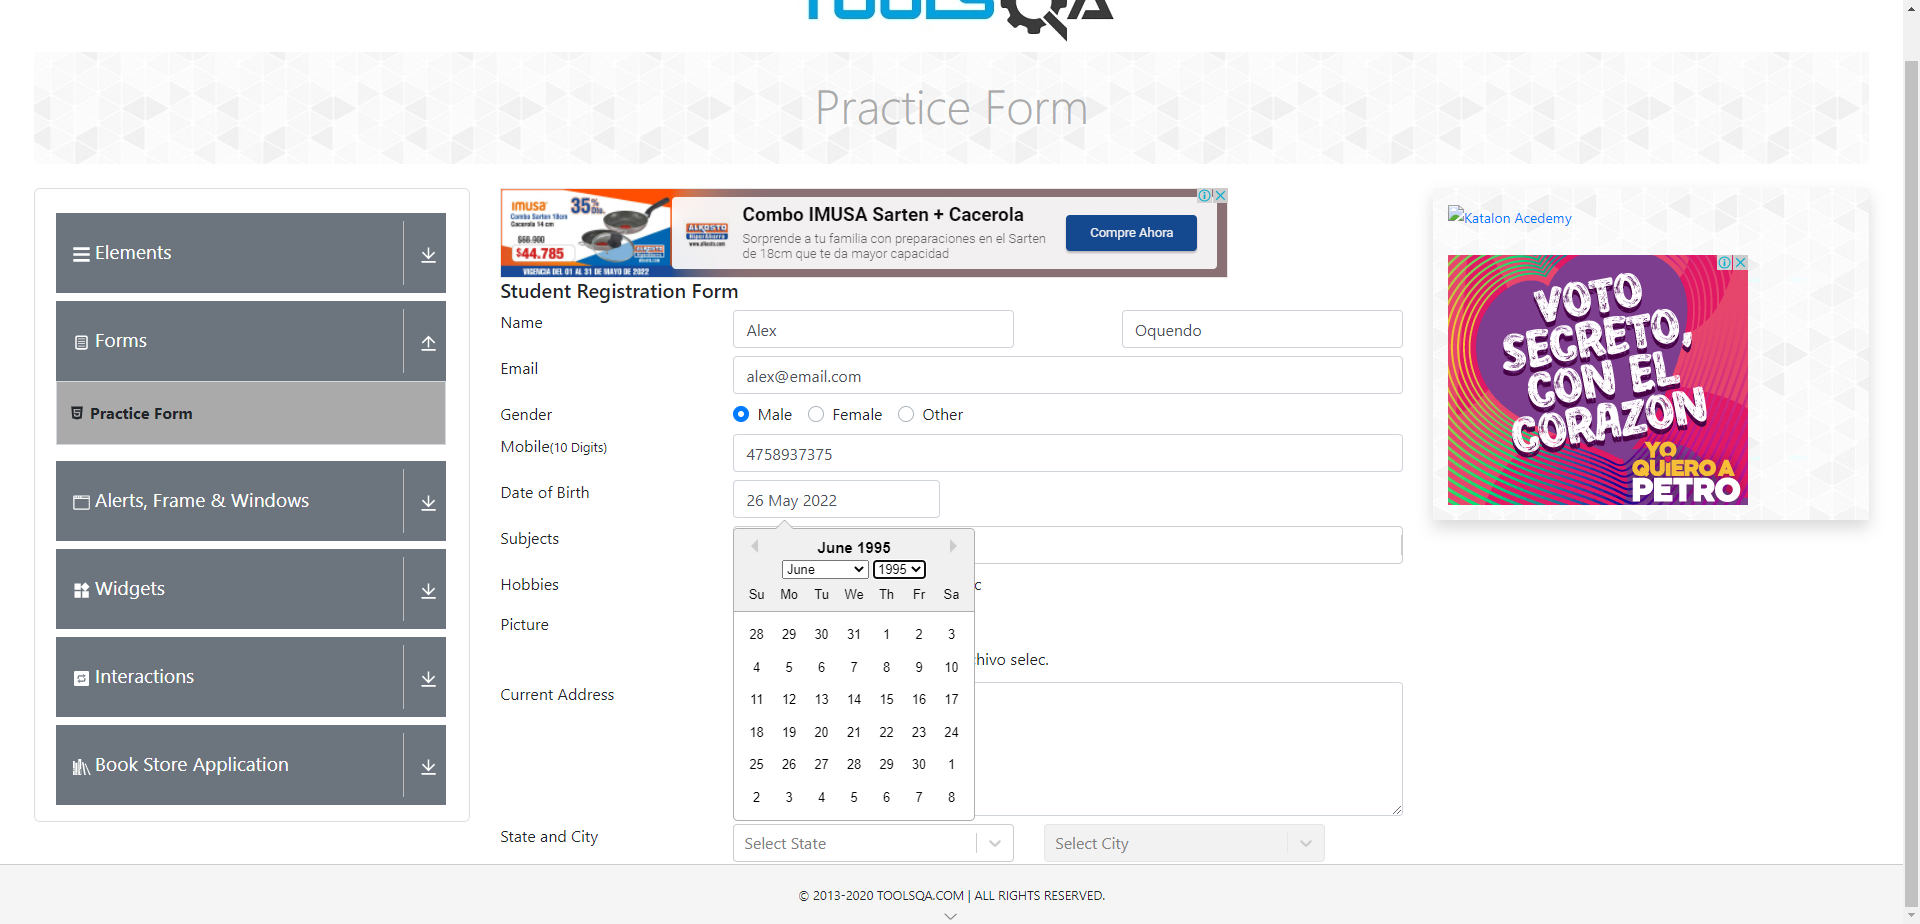 TOOLSQA
Practice Form
Elements
Forms
Practice Form
Alerts, Frame & Windows
Widgets
Interactions
Book Store Application
IMUSA
Combo Sarten 18cm
Cacerola 14 cm
35%
Dto.
$68.900
$44.785
VIGENCIA DEL 01 AL 31 DE MAYO DE 2022
ALKOSTO
HiperAhorro
www.alkosto.com
Combo IMUSA Sarten + Cacerola
Sorprende a tu familia con preparaciones en el Sarten
de 18cm que te da mayor capacidad
Compre Ahora
Student Registration Form
Name
Alex
Oquendo
Email
alex@email.com
Gender
Male Female Other
Mobile(10 Digits)
4758937375
Date of Birth
26 May 2022
June 1995
June 1995
Su Mo Tu We Th Fr Sa
28 29 30 31 1 2 3
4 5 6 7 8 9 10
11 12 13 14 15 16 17
18 19 20 21 22 23 24
25 26 27 28 29 30 1
2 3 4 5 6 7 8
Subjects
Hobbies
c
Picture
hivo selec.
Current Address
State and City
Select State
Select City
Katalon Acedemy
VOTO
SECRETO,
CON EL
CORAZON
YO
QUIERO A
PETRO
© 2013-2020 TOOLSQA.COM | ALL RIGHTS RESERVED.